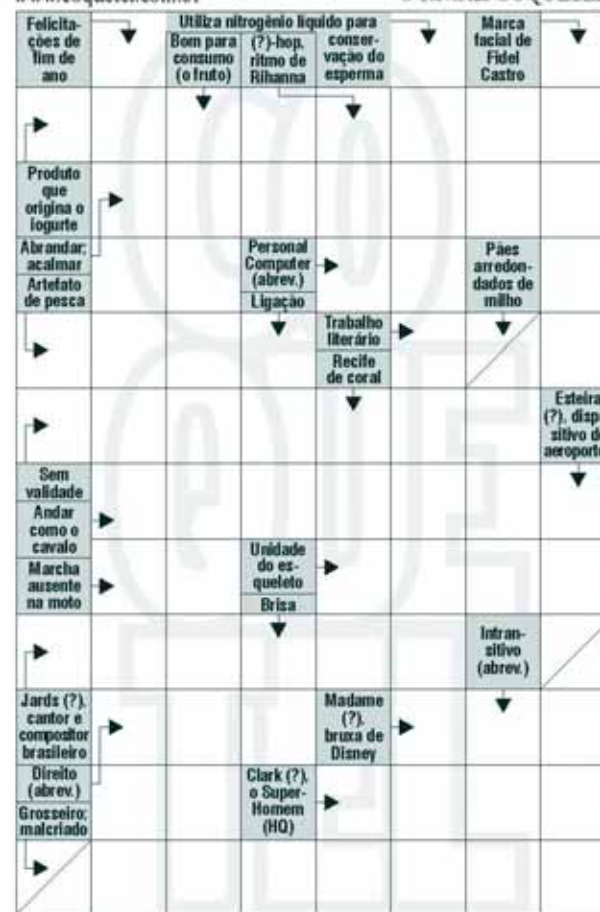 Felicita-
ções de
fim de
ano
Utiliza nitrogênio líquido para
conser-
vação do
esperma
Bom para
consumo
(o fruto)
(?)-hop,
ritmo de
Rihanna
Marca
facial de
Fidel
Castro
Produto
que
origina o
iogurte
Abrandar;
acalmar
Artefato
de pesca
Personal
Computer
(abrev.)
Ligação
Pães
arredon-
dados de
milho
Trabalho
literário
Recife
de coral
Esteira
(?), dispo
sitivo de
aeroporto
Sem
validade
Andar
como o
cavalo
Marcha
ausente
na moto
Unidade
do es-
queleto
Brisa
Intran-
sitivo
(abrev.)
Jards (?),
cantor e
compositor
brasileiro
Direito
(abrev.)
Grosseiro;
malcriado
Madame
(?),
bruxa de
Disney
Clark (?),
o Super-
Homem
(HQ)